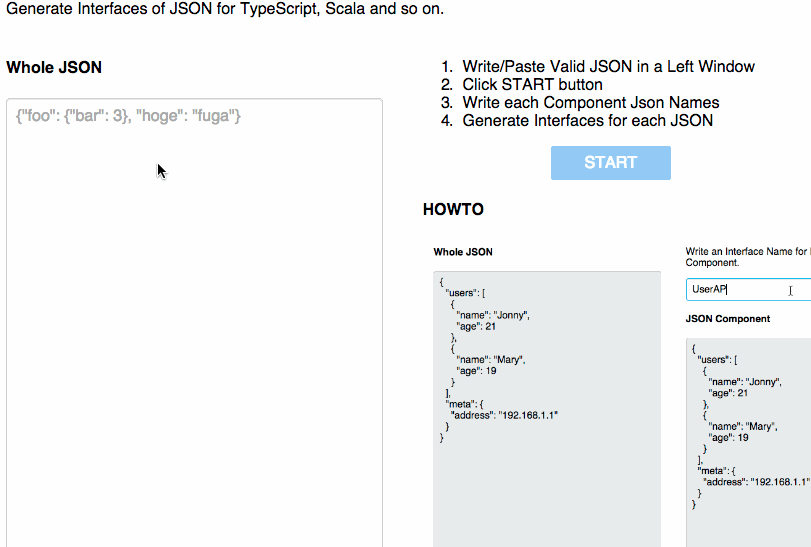 Generate Interfaces of JSON for TypeScript, Scala and so on.
Whole JSON
{"foo": {"bar": 3}, "hoge": "fuga"}
1. Write/Paste Valid JSON in a Left Window
2. Click START button
3. Write each Component Json Names
4. Generate Interfaces for each JSON
START
HOWTO
Whole JSON
{
"users": [
{
"name": "Jonny",
"age": 21
},
{
"name": "Mary",
"age": 19
}
],
"meta": {
"address": "192.168.1.1"
}
}
Write an Interface Name for
Component.
UserAP
JSON Component
{
"users": [
{
"name": "Jonny",
"age": 21
},
{
"name": "Mary",
"age": 19
}
],
"meta": {
"address": "192.168.1.1"
}
}